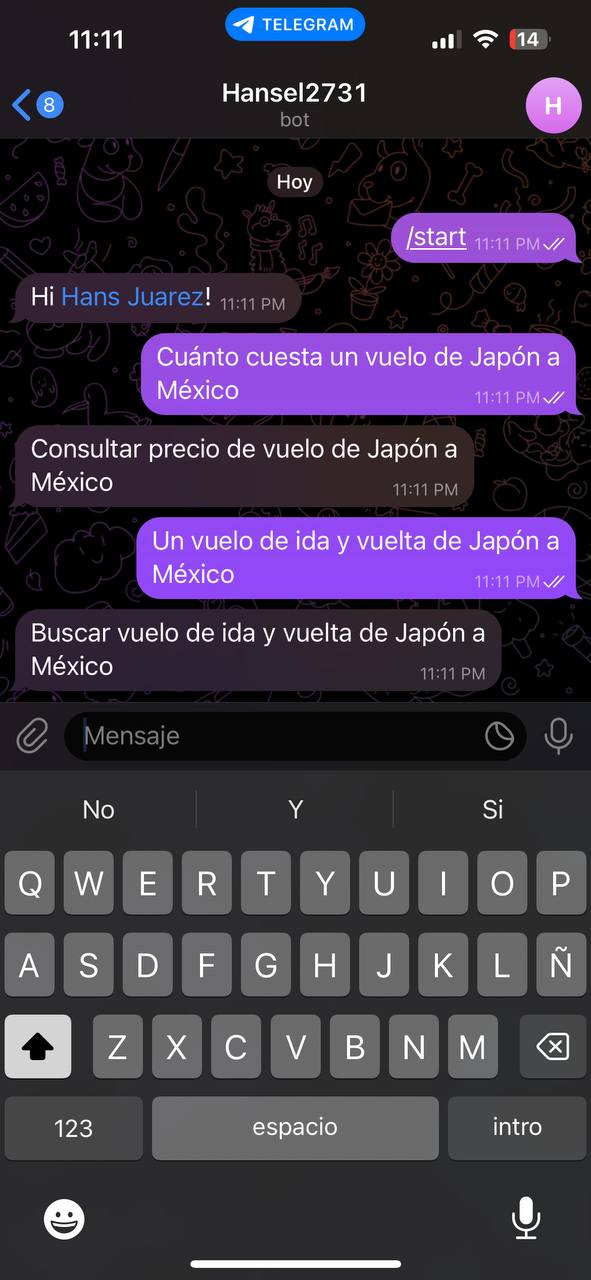 11:11
TELEGRAM
14
8
Hansel2731
bot
H
Hoy
/start 11:11 PM
Hi Hans Juarez! 11:11 PM
Cuánto cuesta un vuelo de Japón a
México 11:11 PM
Consultar precio de vuelo de Japón a
México 11:11 PM
Un vuelo de ida y vuelta de Japón a
México 11:11 PM
Buscar vuelo de ida y vuelta de Japón a
México 11:11 PM
Mensaje
No Y Si
Q W E R T Y U I O P
A S D F G H J K L Ñ
Z X C V B N M
123 espacio intro